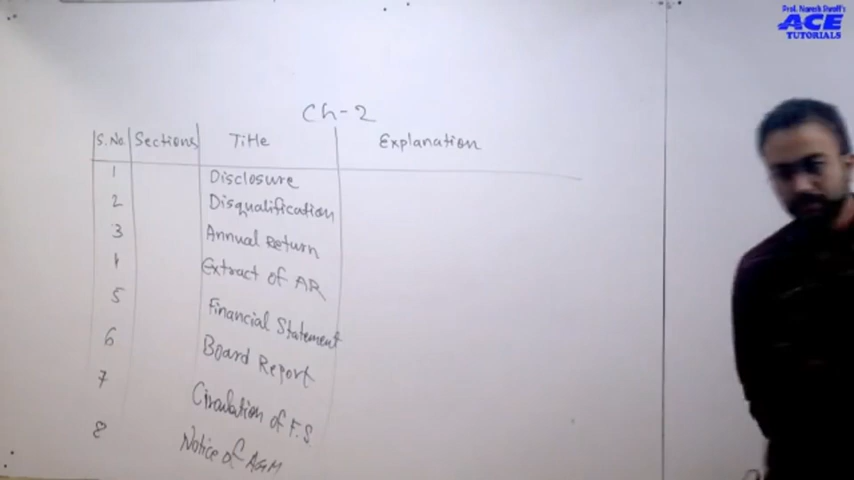 Prof. Naresh Shroff's
ACE
TUTORIALS
Ch-2
S.No Sections Title Explanation
1 Disclosure
2 Disqualification
3 Annual Return
4 Extract of AR
5 Financial Statement
6 Board Report
7 Circulation of F.S
8 Notice of AGM